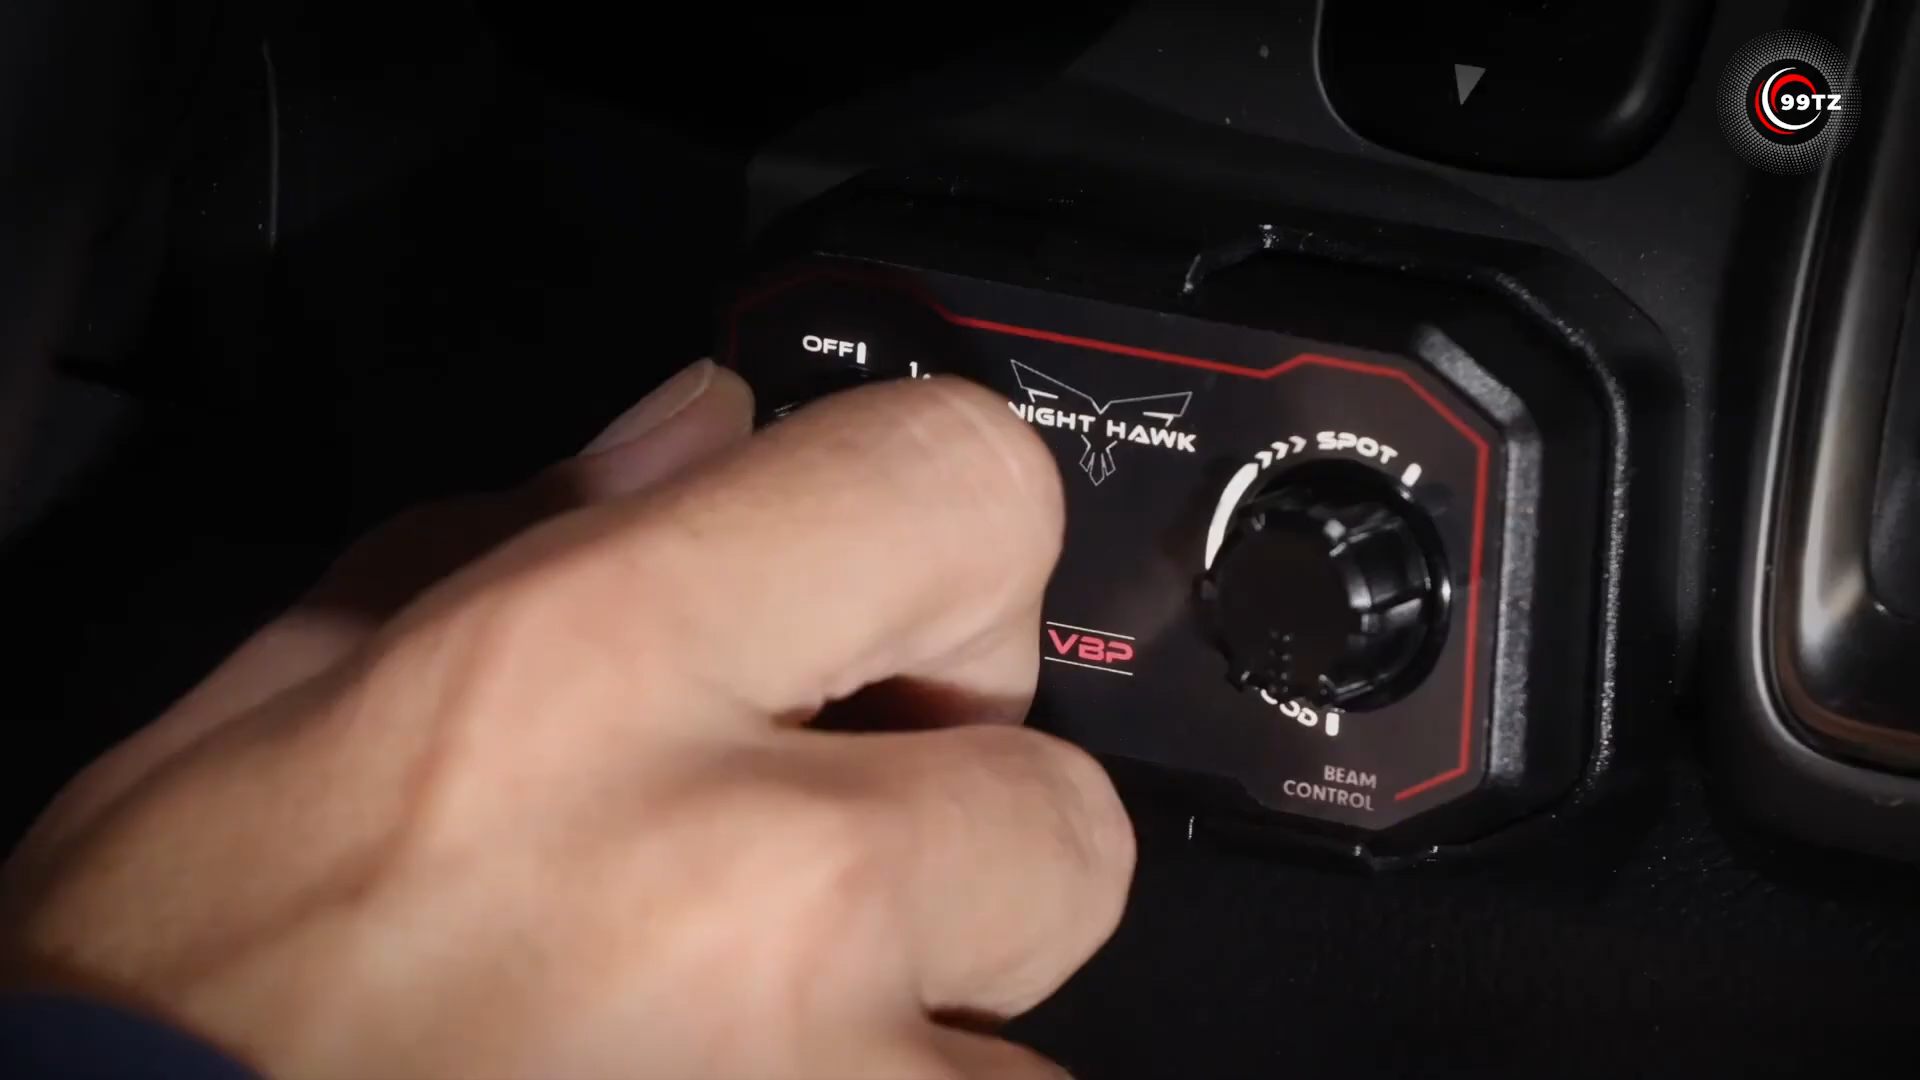 99TZ
OFF
NIGHT HAWK
SPOT
VBP
BEAM
CONTROL